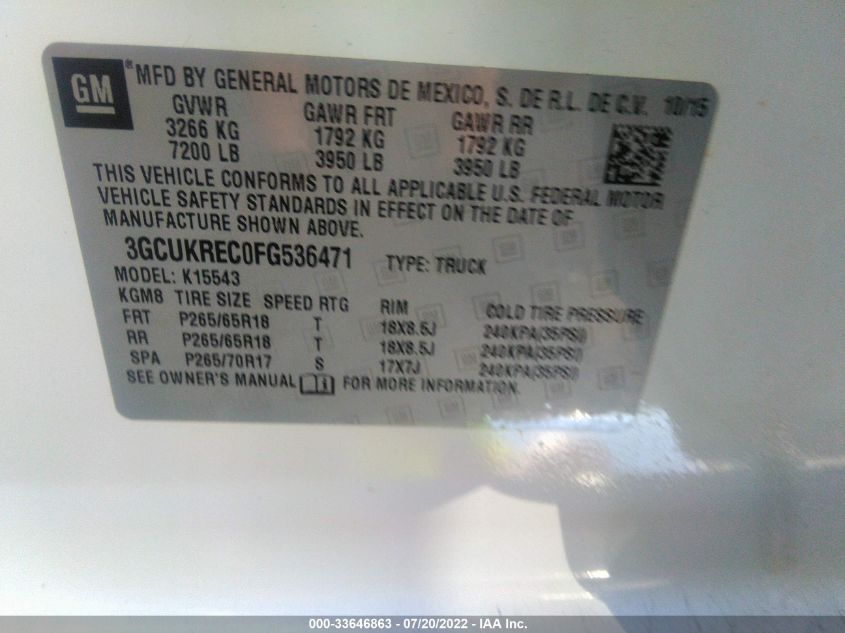 GM
® MFD BY GENERAL MOTORS DE MEXICO, S. DE R.L. DE C.V. 10/15
GVWR GAWR FRT GAWR RR
3266 KG 1792 KG 1792 KG
7200 LB 3950 LB 3950 LB
THIS VEHICLE CONFORMS TO ALL APPLICABLE U.S. FEDERAL MOTOR
VEHICLE SAFETY STANDARDS IN EFFECT ON THE DATE OF
MANUFACTURE SHOWN ABOVE.
3GCUKREC0FG536471 TYPE: TRUCK
MODEL: K15543
KGM8 TIRE SIZE SPEED RTG RIM COLD TIRE PRESSURE
FRT P265/65R18 T 18X8.5J 240KPA(35PSI)
RR P265/65R18 T 18X8.5J 240KPA(35PSI)
SPA P265/70R17 S 17X7J 240KPA(35PSI)
SEE OWNER'S MANUAL FOR MORE INFORMATION.
000-33646863 / 07/20/2022 - IAA Inc.